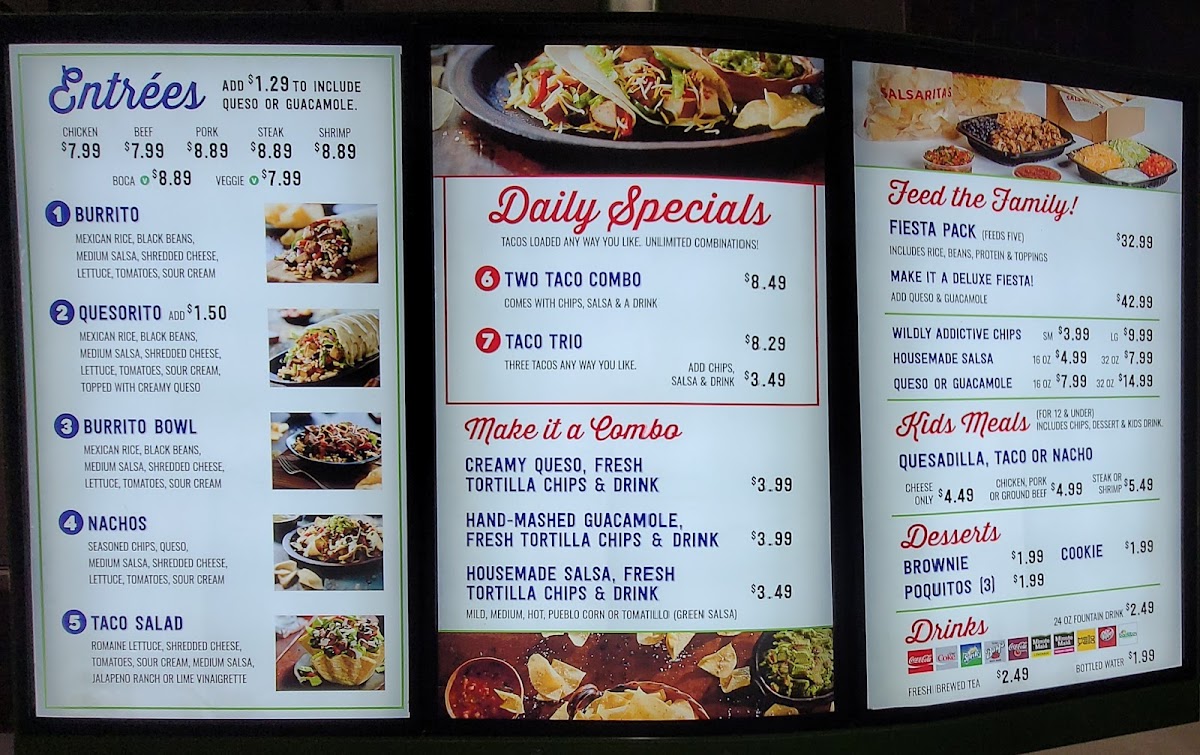 Entrées
ADD $1.29 TO INCLUDE
QUESO OR GUACAMOLE.
CHICKEN BEEF PORK STEAK SHRIMP
$7.99 $7.99 $8.89 $8.89 $8.89
BOCA V $8.89 VEGGIE V $7.99
1 BURRITO
MEXICAN RICE, BLACK BEANS,
MEDIUM SALSA, SHREDDED CHEESE,
LETTUCE, TOMATOES, SOUR CREAM
2 QUESORITO ADD $1.50
MEXICAN RICE, BLACK BEANS,
MEDIUM SALSA, SHREDDED CHEESE,
LETTUCE, TOMATOES, SOUR CREAM,
TOPPED WITH CREAMY QUESO
3 BURRITO BOWL
MEXICAN RICE, BLACK BEANS,
MEDIUM SALSA, SHREDDED CHEESE,
LETTUCE, TOMATOES, SOUR CREAM
4 NACHOS
SEASONED CHIPS, QUESO,
MEDIUM SALSA, SHREDDED CHEESE,
LETTUCE, TOMATOES, SOUR CREAM
5 TACO SALAD
ROMAINE LETTUCE, SHREDDED CHEESE,
TOMATOES, SOUR CREAM, MEDIUM SALSA,
JALAPENO RANCH OR LIME VINAIGRETTE
Daily Specials
TACOS LOADED ANY WAY YOU LIKE. UNLIMITED COMBINATIONS!
6 TWO TACO COMBO $8.49
COMES WITH CHIPS, SALSA & A DRINK
7 TACO TRIO $8.29
THREE TACOS ANY WAY YOU LIKE.
ADD CHIPS,
SALSA & DRINK $3.49
Make it a Combo
CREAMY QUESO, FRESH
TORTILLA CHIPS & DRINK $3.99
HAND-MASHED GUACAMOLE,
FRESH TORTILLA CHIPS & DRINK $3.99
HOUSEMADE SALSA, FRESH
TORTILLA CHIPS & DRINK $3.49
MILD, MEDIUM, HOT, PUEBLO CORN OR TOMATILLO (GREEN SALSA)
SALSARITAS
Feed the Family!
FIESTA PACK (FEEDS FIVE) $32.99
INCLUDES RICE, BEANS, PROTEIN & TOPPINGS
MAKE IT A DELUXE FIESTA!
ADD QUESO & GUACAMOLE $42.99
WILDLY ADDICTIVE CHIPS SM $3.99 LG $9.99
HOUSEMADE SALSA 16 OZ $4.99 32 OZ $7.99
QUESO OR GUACAMOLE 16 OZ $7.99 32 OZ $14.99
Kids Meals
(FOR 12 & UNDER)
INCLUDES CHIPS, DESSERT & KIDS DRINK.
QUESADILLA, TACO OR NACHO
CHEESE
ONLY $4.49
CHICKEN, PORK
OR GROUND BEEF $4.99
STEAK OR
SHRIMP $5.49
Desserts
BROWNIE $1.99 COOKIE $1.99
POQUITOS (3) $1.99
Drinks
24 OZ FOUNTAIN DRINK $2.49
FRESH BREWED TEA $2.49
BOTTLED WATER $1.99